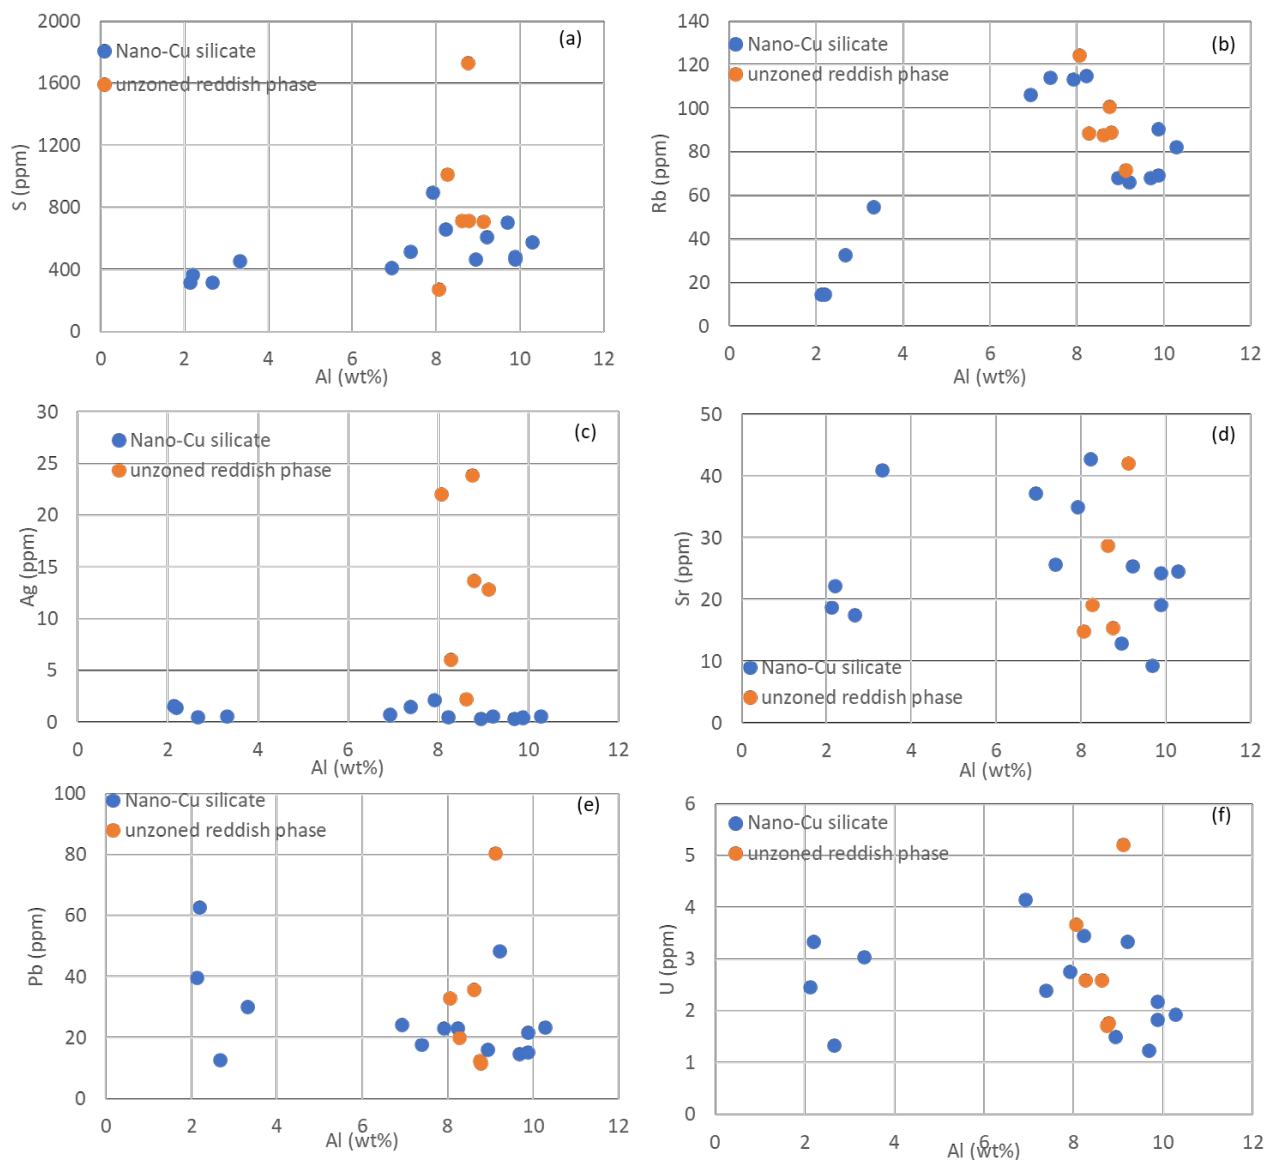 2000
1600
1200
800
400
0
S (ppm)
Nano-Cu silicate
unzoned reddish phase
(a)
0 2 4 6 8 10 12
Al (wt%)
140
120
100
80
60
40
20
0
Rb (ppm)
Nano-Cu silicate
unzoned reddish phase
(b)
0 2 4 6 8 10 12
Al (wt%)
30
25
20
15
10
5
0
Ag (ppm)
Nano-Cu silicate
unzoned reddish phase
(c)
0 2 4 6 8 10 12
Al (wt%)
50
40
30
20
10
0
Sr (ppm)
(d)
Nano-Cu silicate
unzoned reddish phase
0 2 4 6 8 10 12
Al (wt%)
100
80
60
40
20
0
Pb (ppm)
Nano-Cu silicate
unzoned reddish phase
(e)
0 2 4 6 8 10 12
Al (wt%)
6
5
4
3
2
1
0
U (ppm)
Nano-Cu silicate
unzoned reddish phase
(f)
0 2 4 6 8 10 12
Al (wt%)